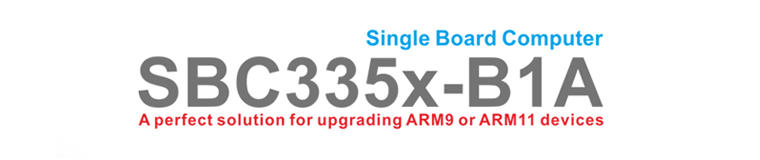 Single Board Computer
SBC335x-B1A
A perfect solution for upgrading ARM9 or ARM11 devices